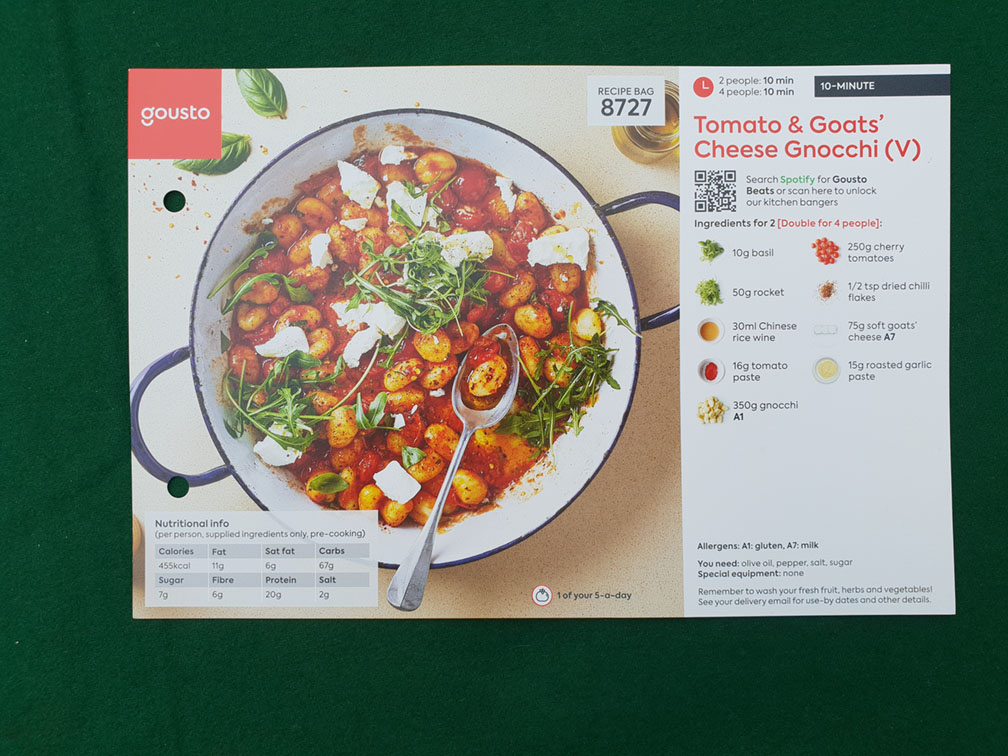 gousto
RECIPE BAG
8727
2 people: 10 min
4 people: 10 min
10-MINUTE
Tomato & Goats'
Cheese Gnocchi (V)
Search Spotify for Gousto
Beats or scan here to unlock
our kitchen bangers
Ingredients for 2 [Double for 4 people]:
10g basil
250g cherry
tomatoes
50g rocket
1/2 tsp dried chilli
flakes
30ml Chinese
rice wine
75g soft goats'
cheese A7
16g tomato
paste
15g roasted garlic
paste
350g gnocchi
A1
Allergens: A1: gluten, A7: milk
You need: olive oil, pepper, salt, sugar
Special equipment: none
Remember to wash your fresh fruit, herbs and vegetables!
See your delivery email for use-by dates and other details.
Nutritional info
(per person, supplied ingredients only, pre-cooking)
Calories Fat Sat fat Carbs
455kcal 11g 6g 67g
Sugar Fibre Protein Salt
7g 6g 20g 2g
1 of your 5-a-day